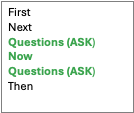 First
Next
Questions (ASK)
Now
Questions (ASK)
Then